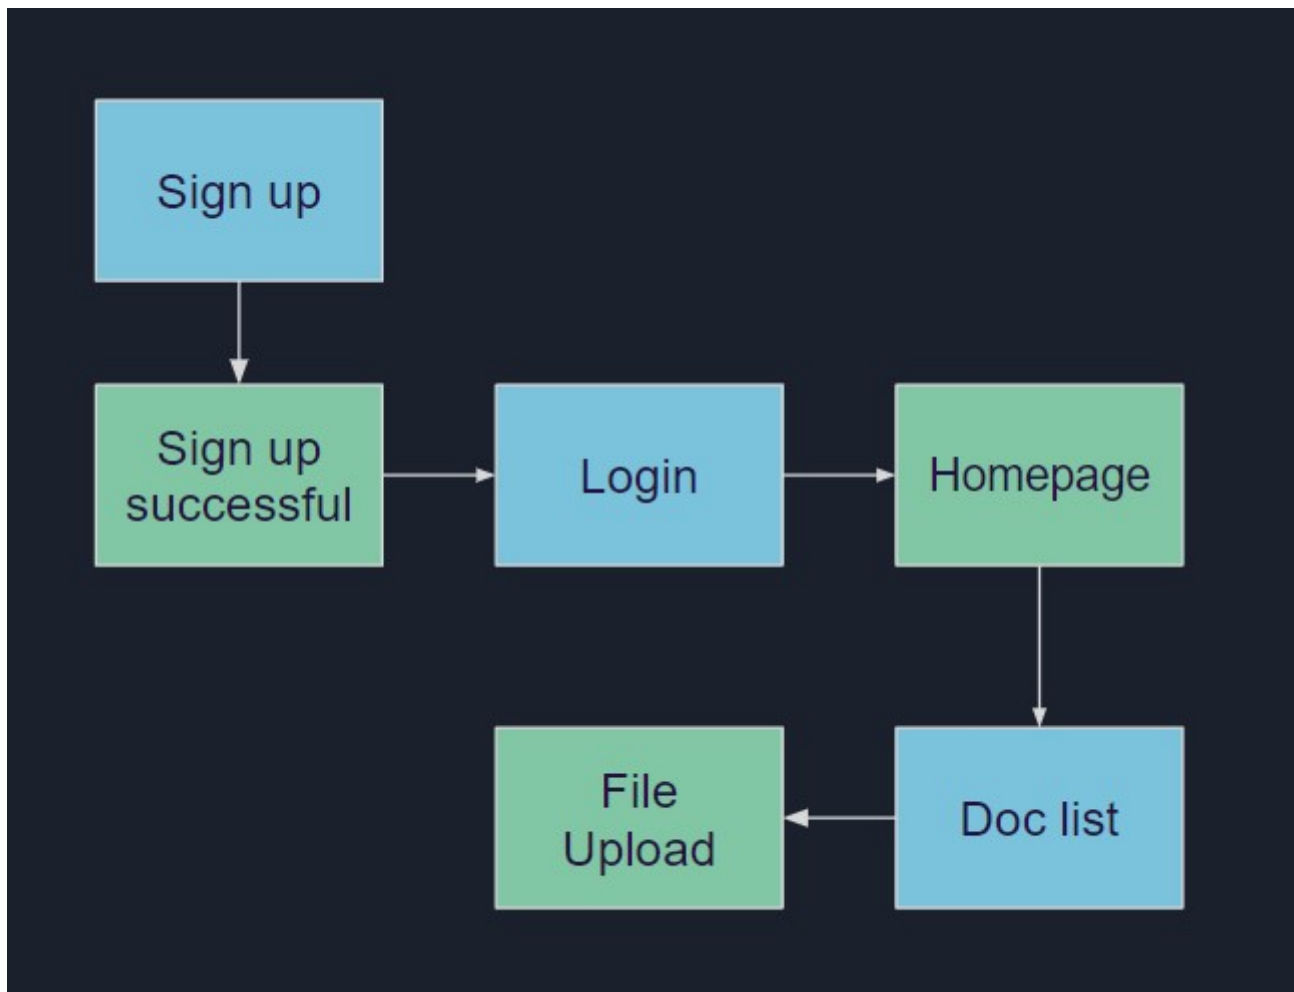 Sign up
Sign up
successful
Login
Homepage
File
Upload
Doc list